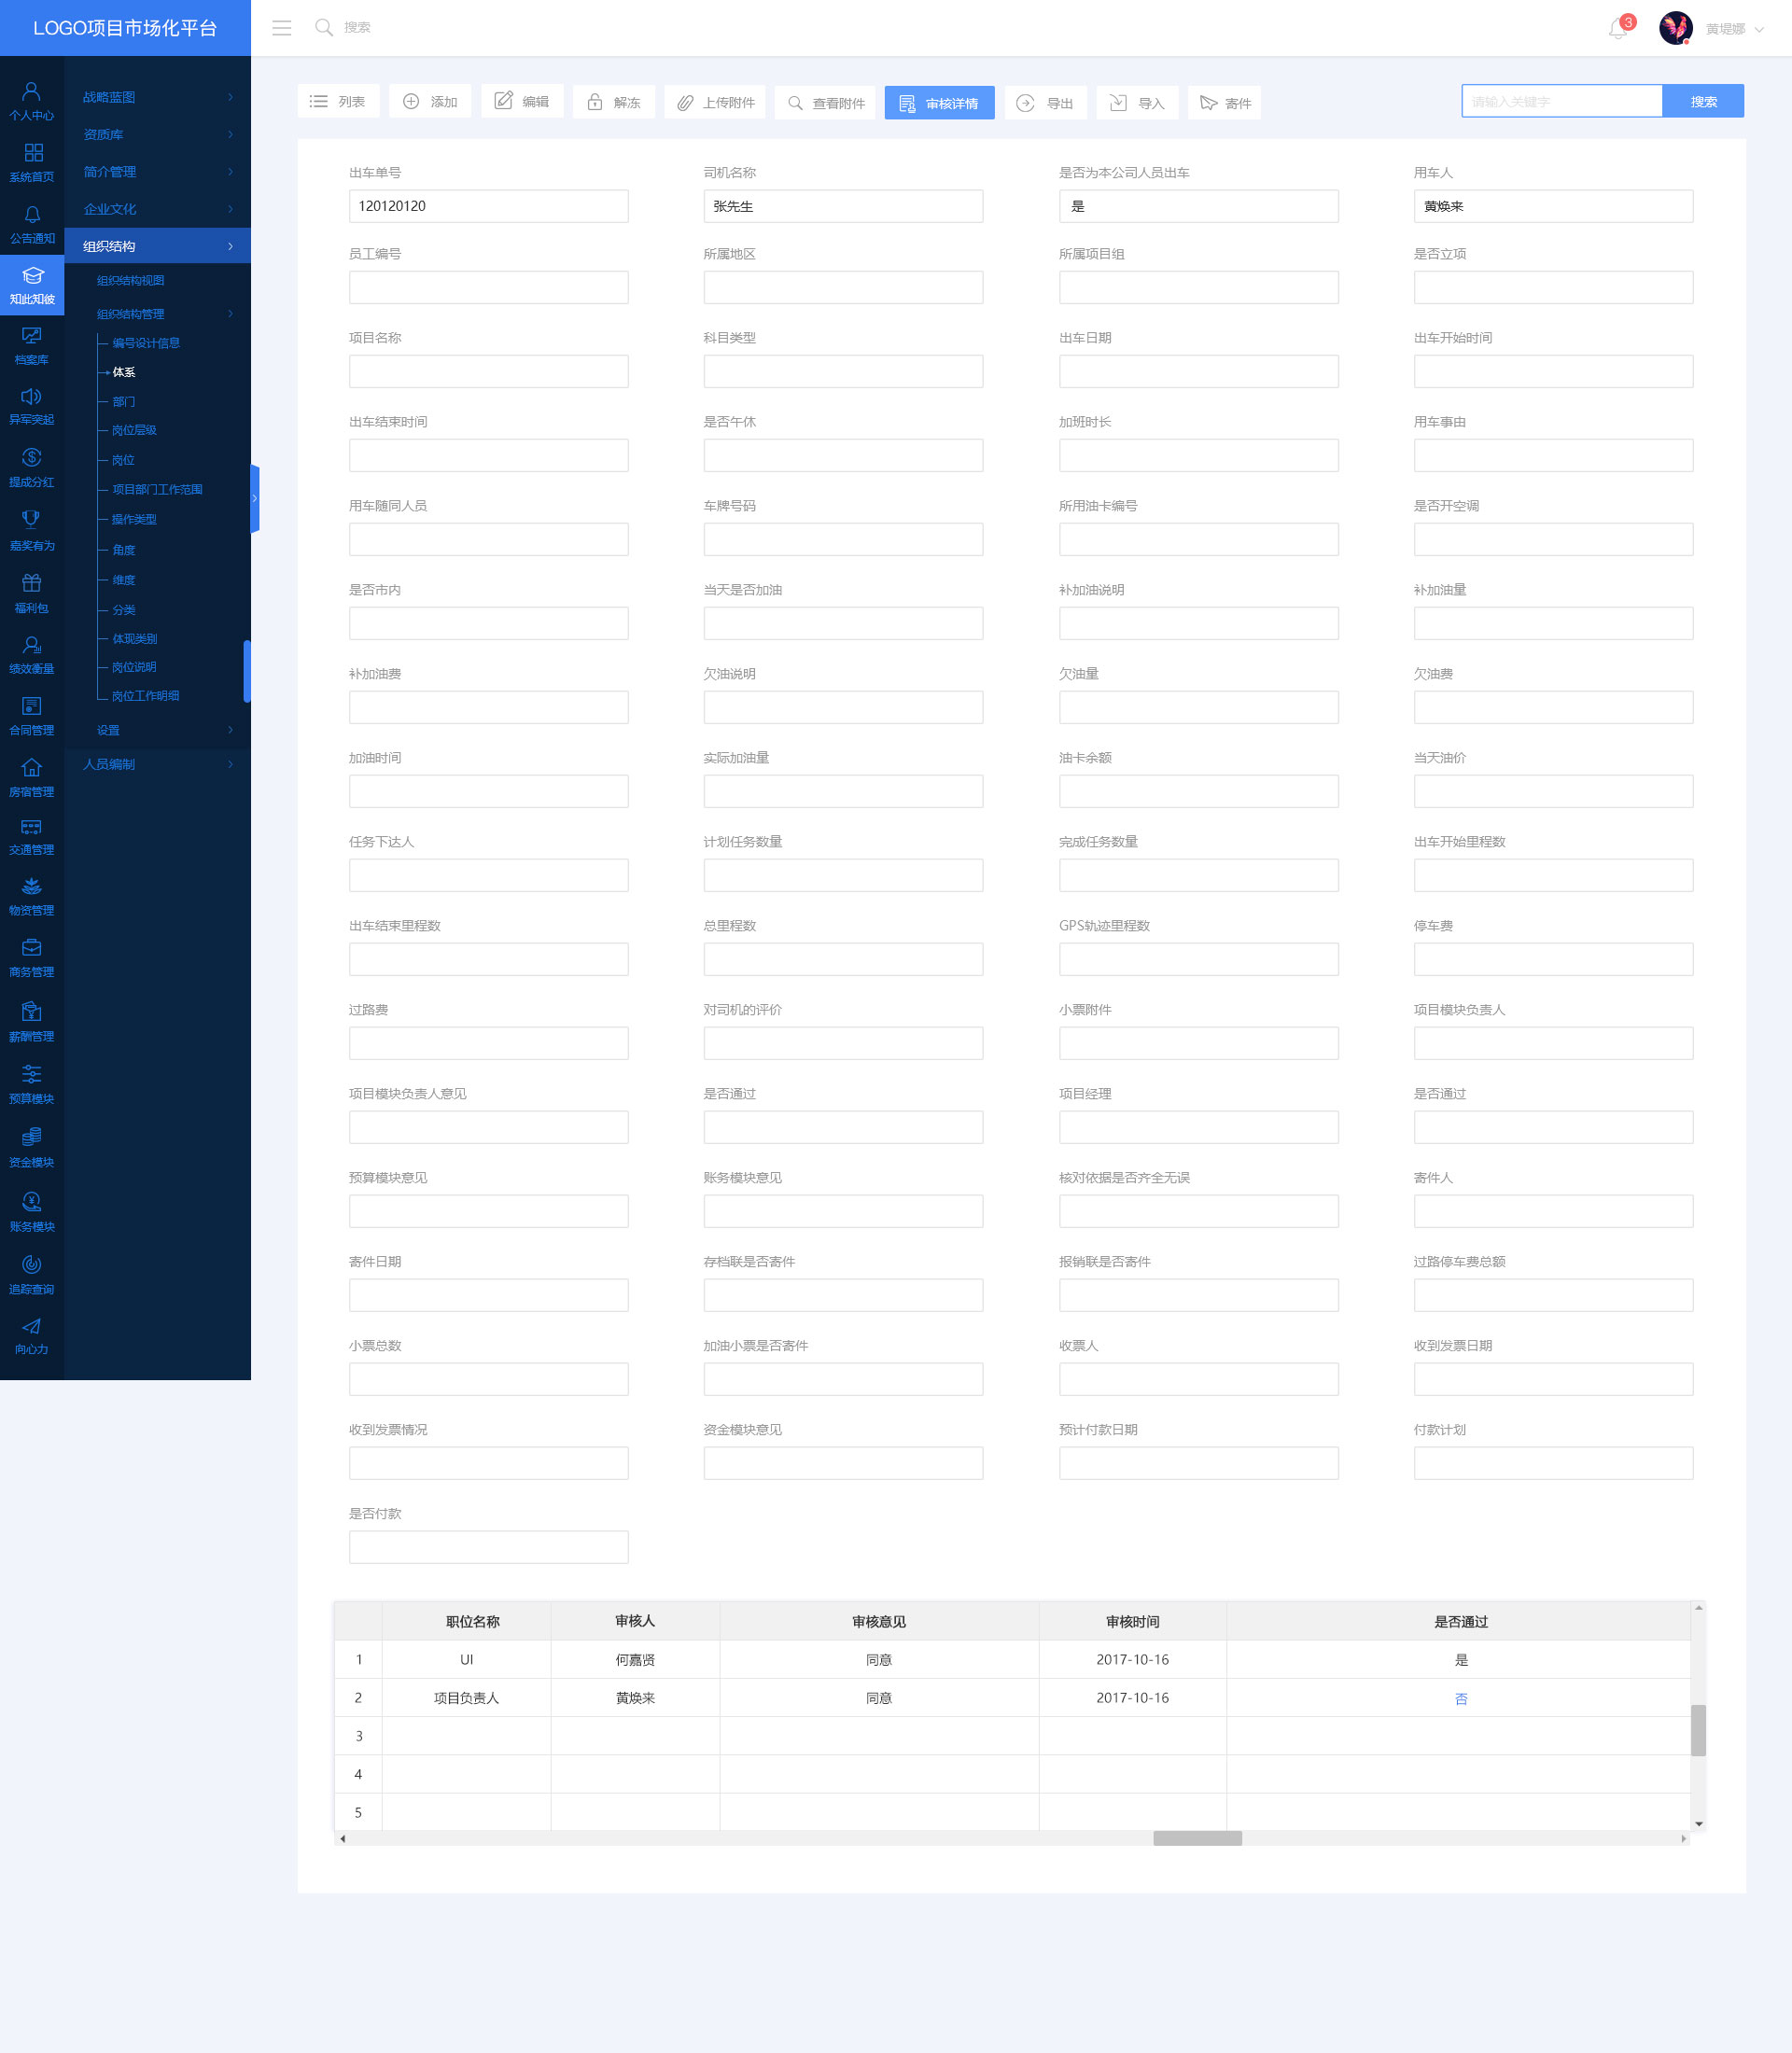 LOGO项目市场化平台
搜索
3
黄堤娜
个人中心
系统首页
公告通知
知此知彼
档案库
异军突起
提成分红
嘉奖有为
福利包
绩效衡量
合同管理
房宿管理
交通管理
物资管理
商务管理
薪酬管理
预算模块
资金模块
账务模块
追踪查询
向心力
战略蓝图
资质库
简介管理
企业文化
组织结构
组织结构视图
组织结构管理
编号设计信息
体系
部门
岗位层级
岗位
项目部门工作范围
操作类型
角度
维度
分类
体现类别
岗位说明
岗位工作明细
设置
人员编制
列表 添加 编辑 解冻 上传附件 查看附件 审核详情 导出 导入 寄件
请输入关键字 搜索
出车单号 司机名称 是否为本公司人员出车 用车人
120120120 张先生 是 黄焕来
员工编号 所属地区 所属项目组 是否立项
项目名称 科目类型 出车日期 出车开始时间
出车结束时间 是否午休 加班时长 用车事由
用车随同人员 车牌号码 所用油卡编号 是否开空调
是否市内 当天是否加油 补加油说明 补加油量
补加油费 欠油说明 欠油量 欠油费
加油时间 实际加油量 油卡余额 当天油价
任务下达人 计划任务数量 完成任务数量 出车开始里程数
出车结束里程数 总里程数 GPS轨迹里程数 停车费
过路费 对司机的评价 小票附件 项目模块负责人
项目模块负责人意见 是否通过 项目经理 是否通过
预算模块意见 账务模块意见 核对依据是否齐全无误 寄件人
寄件日期 存档联是否寄件 报销联是否寄件 过路停车费总额
小票总数 加油小票是否寄件 收票人 收到发票日期
收到发票情况 资金模块意见 预计付款日期 付款计划
是否付款
职位名称 审核人 审核意见 审核时间 是否通过
1 UI 何嘉贤 同意 2017-10-16 是
2 项目负责人 黄焕来 同意 2017-10-16 否
3
4
5